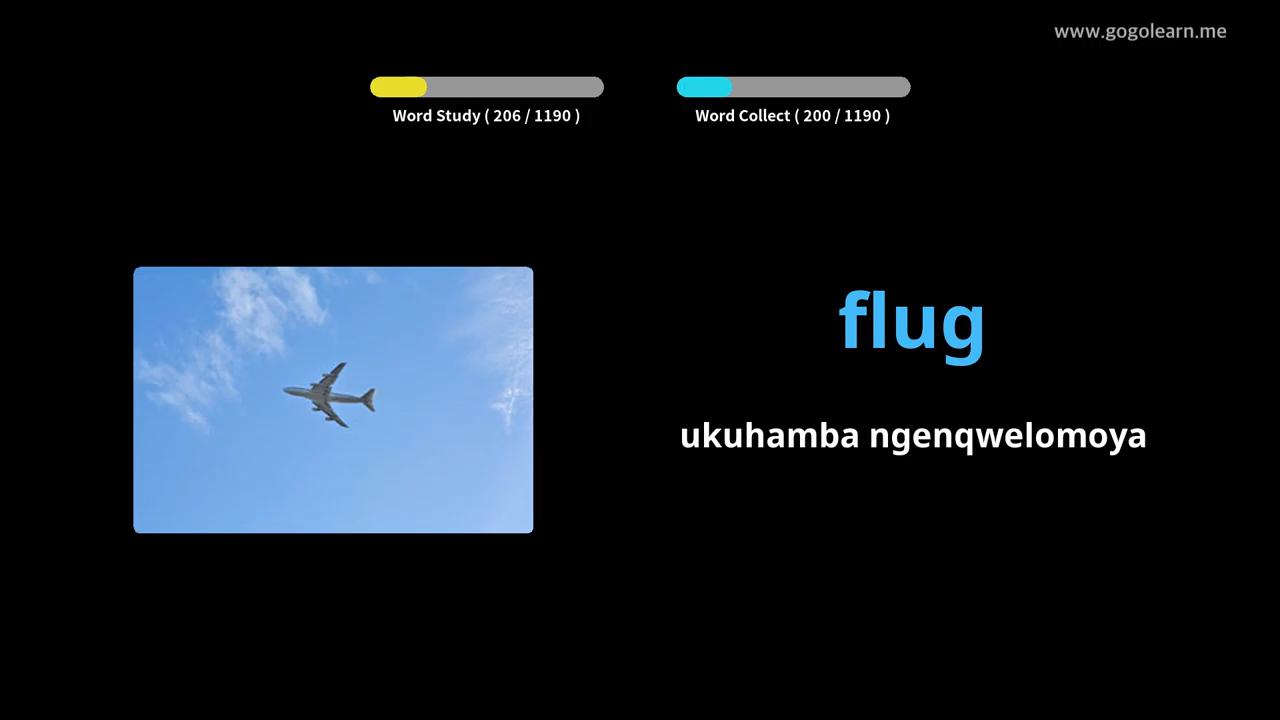 www.gogolearn.me
Word Study ( 206 / 1190 )
Word Collect ( 200 / 1190 )
flug
ukuhamba ngenqwelomoya